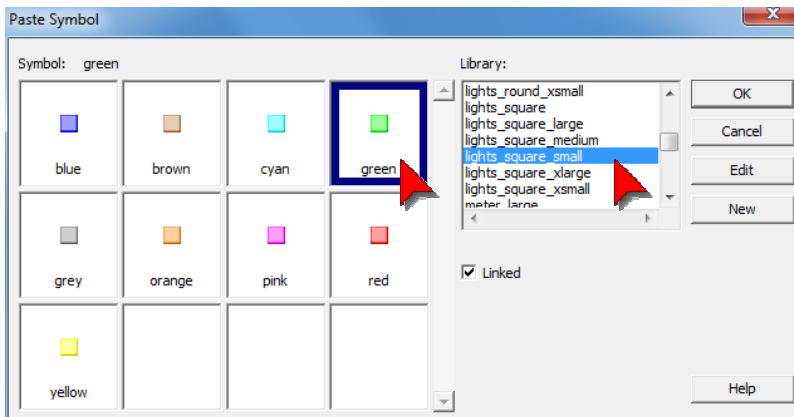 Paste Symbol
Symbol: green
Library:
blue
brown
cyan
green
grey
orange
pink
red
yellow
lights_round_xsmall
lights_square
lights_square_large
lights_square_medium
lights_square_small
lights_square_xlarge
lights_square_xsmall
meter_large
Linked
OK
Cancel
Edit
New
Help